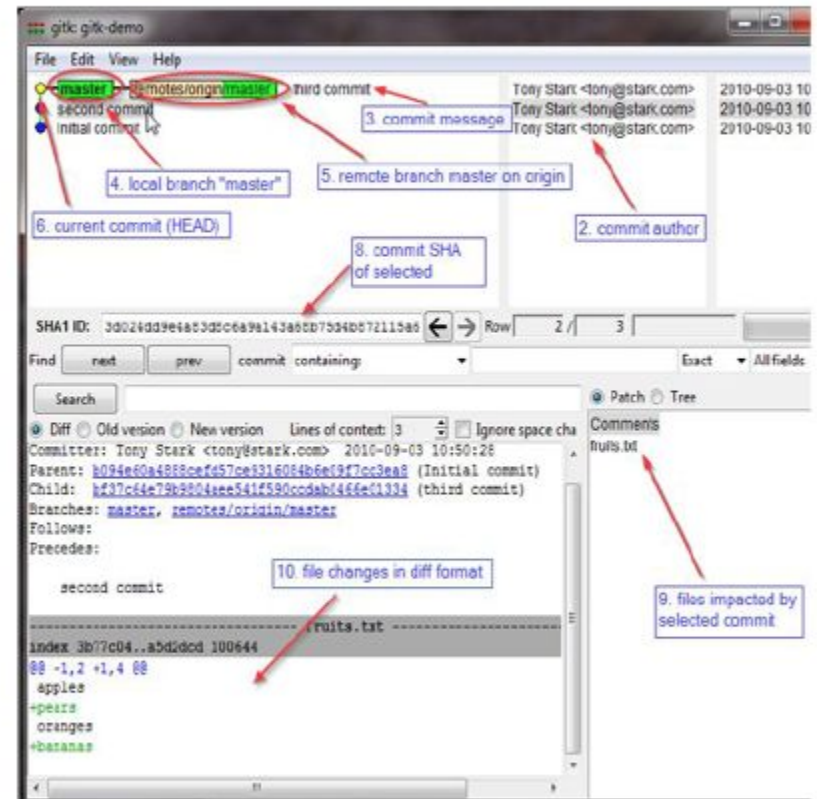 gitk: gitk-demo
File Edit View Help
master remotes/origin/master third commit Tony Stark <tony@stark.com> 2010-09-03 10
second commit Tony Stark <tony@stark.com> 2010-09-03 10
initial commit Tony Stark <tony@stark.com> 2010-09-03 10
3. commit message
4. local branch "master"
5. remote branch master on origin
6. current commit (HEAD)
2. commit author
8. commit SHA
of selected
SHA1 ID: Row 2 / 3
Find next prev commit containing: Exact All fields
Search
Patch Tree
Diff Old version New version Lines of context: 3 Ignore space cha
Comments
fruits.txt
Committer: Tony Stark <tony@stark.com> 2010-09-03 10:50:28
Parent: (Initial commit)
Child: (third commit)
Branches: master, remotes/origin/master
Follows:
Precedes:
second commit
10. file changes in diff format
9. files impacted by
selected commit
fruits.txt
index 3b77c04..a5d2dcd 100644
@@ -1,2 +1,4 @@
apples
+pears
oranges
+bananas